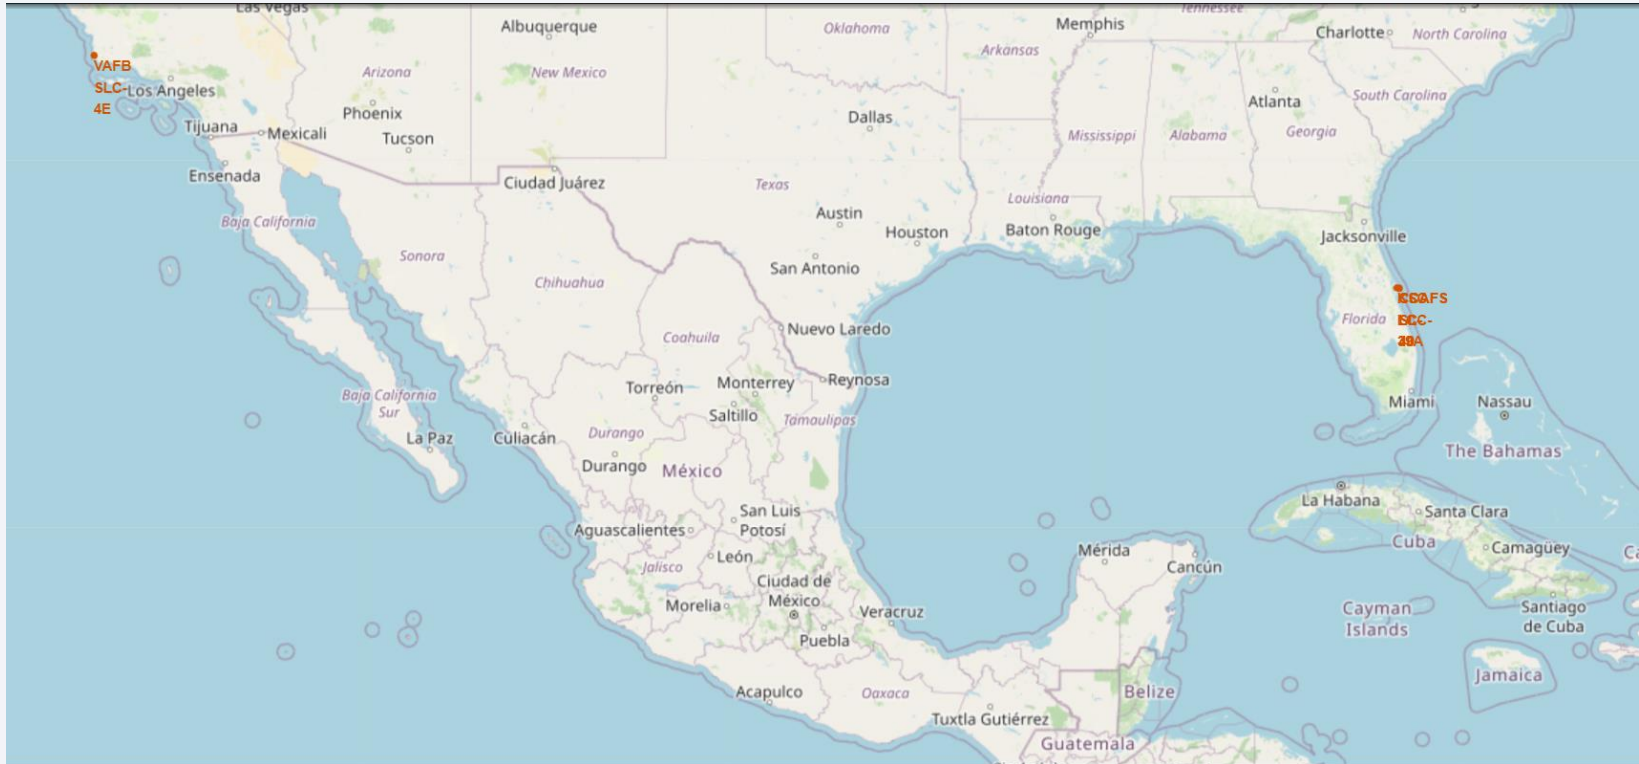 Las Vegas
Tennessee
Albuquerque
Oklahoma
Memphis
Charlotte
North Carolina
Arkansas
VAFB
SLC-
4E
Los Angeles
Arizona
New Mexico
Phoenix
Atlanta
South Carolina
Dallas
Tijuana
Mexicali
Tucson
Mississippi
Alabama
Georgia
Ensenada
Ciudad Juárez
Texas
Louisiana
Baja California
Austin
Houston
Baton Rouge
Jacksonville
Sonora
San Antonio
Chihuahua
Florida
Coahuila
Nuevo Laredo
Torreón
Monterrey
Reynosa
Baja California
Sur
Saltillo
Tamaulipas
Miami
Nassau
La Paz
Culiacán
Durango
Durango
México
The Bahamas
La Habana
Santa Clara
San Luis
Potosí
Aguascalientes
León
Jalisco
Mérida
Cancún
Cuba
Camagüey
Ciudad de
México
Morelia
Veracruz
Puebla
Cayman
Islands
Santiago
de Cuba
Jamaica
Acapulco
Oaxaca
Belize
Tuxtla Gutiérrez
Guatemala